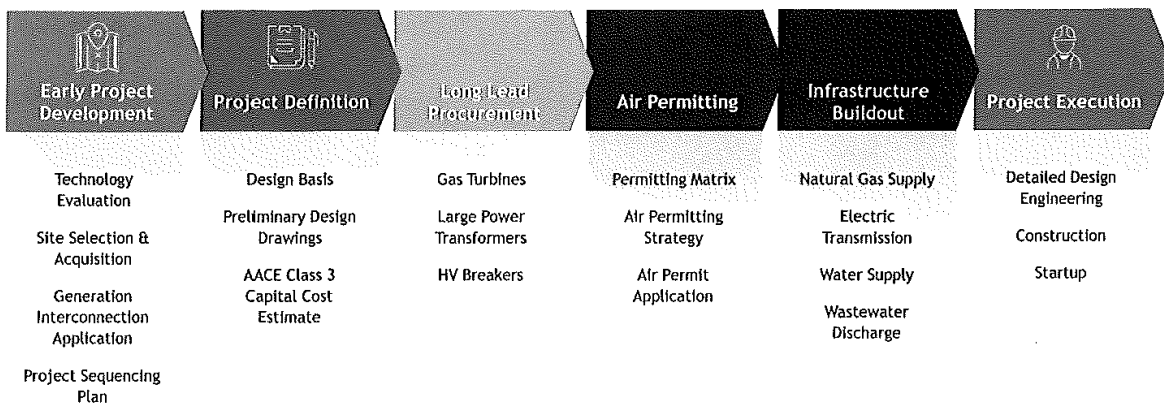 Early Project
Development
Project Definition
Long Lead
Procurement
Air Permitting
Infrastructure
Buildout
Project Execution
Technology
Evaluation
Site Selection &
Acquisition
Generation
Interconnection
Application
Project Sequencing
Plan
Design Basis
Preliminary Design
Drawings
AACE Class 3
Capital Cost
Estimate
Gas Turbines
Large Power
Transformers
HV Breakers
Permitting Matrix
Air Permitting
Strategy
Air Permit
Application
Natural Gas Supply
Electric
Transmission
Water Supply
Wastewater
Discharge
Detailed Design
Engineering
Construction
Startup